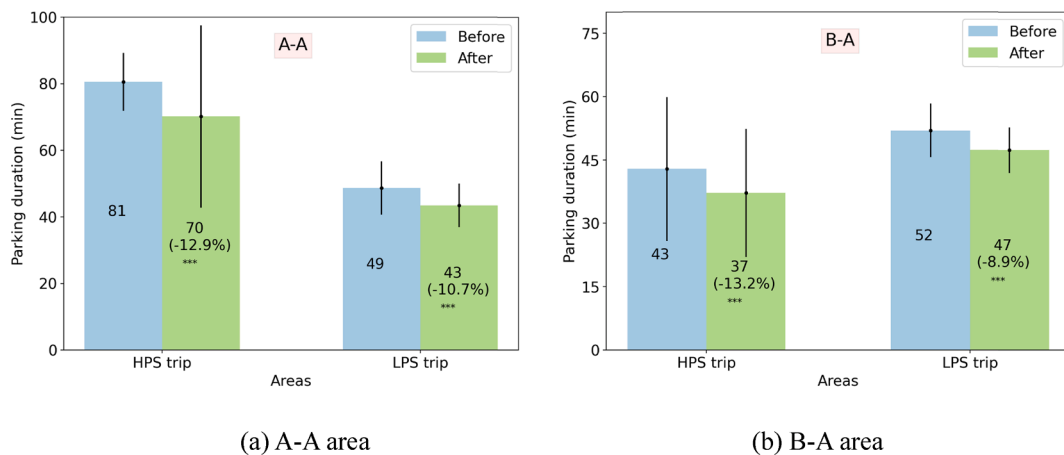 100
80
60
40
20
0
Parking duration (min)
A-A
Before
After
81
70
(-12.9%)
***
49
43
(-10.7%)
***
HPS trip
LPS trip
Areas
(a) A-A area
75
60
45
30
15
0
Parking duration (min)
B-A
Before
After
43
37
(-13.2%)
***
52
47
(-8.9%)
***
HPS trip
LPS trip
Areas
(b) B-A area